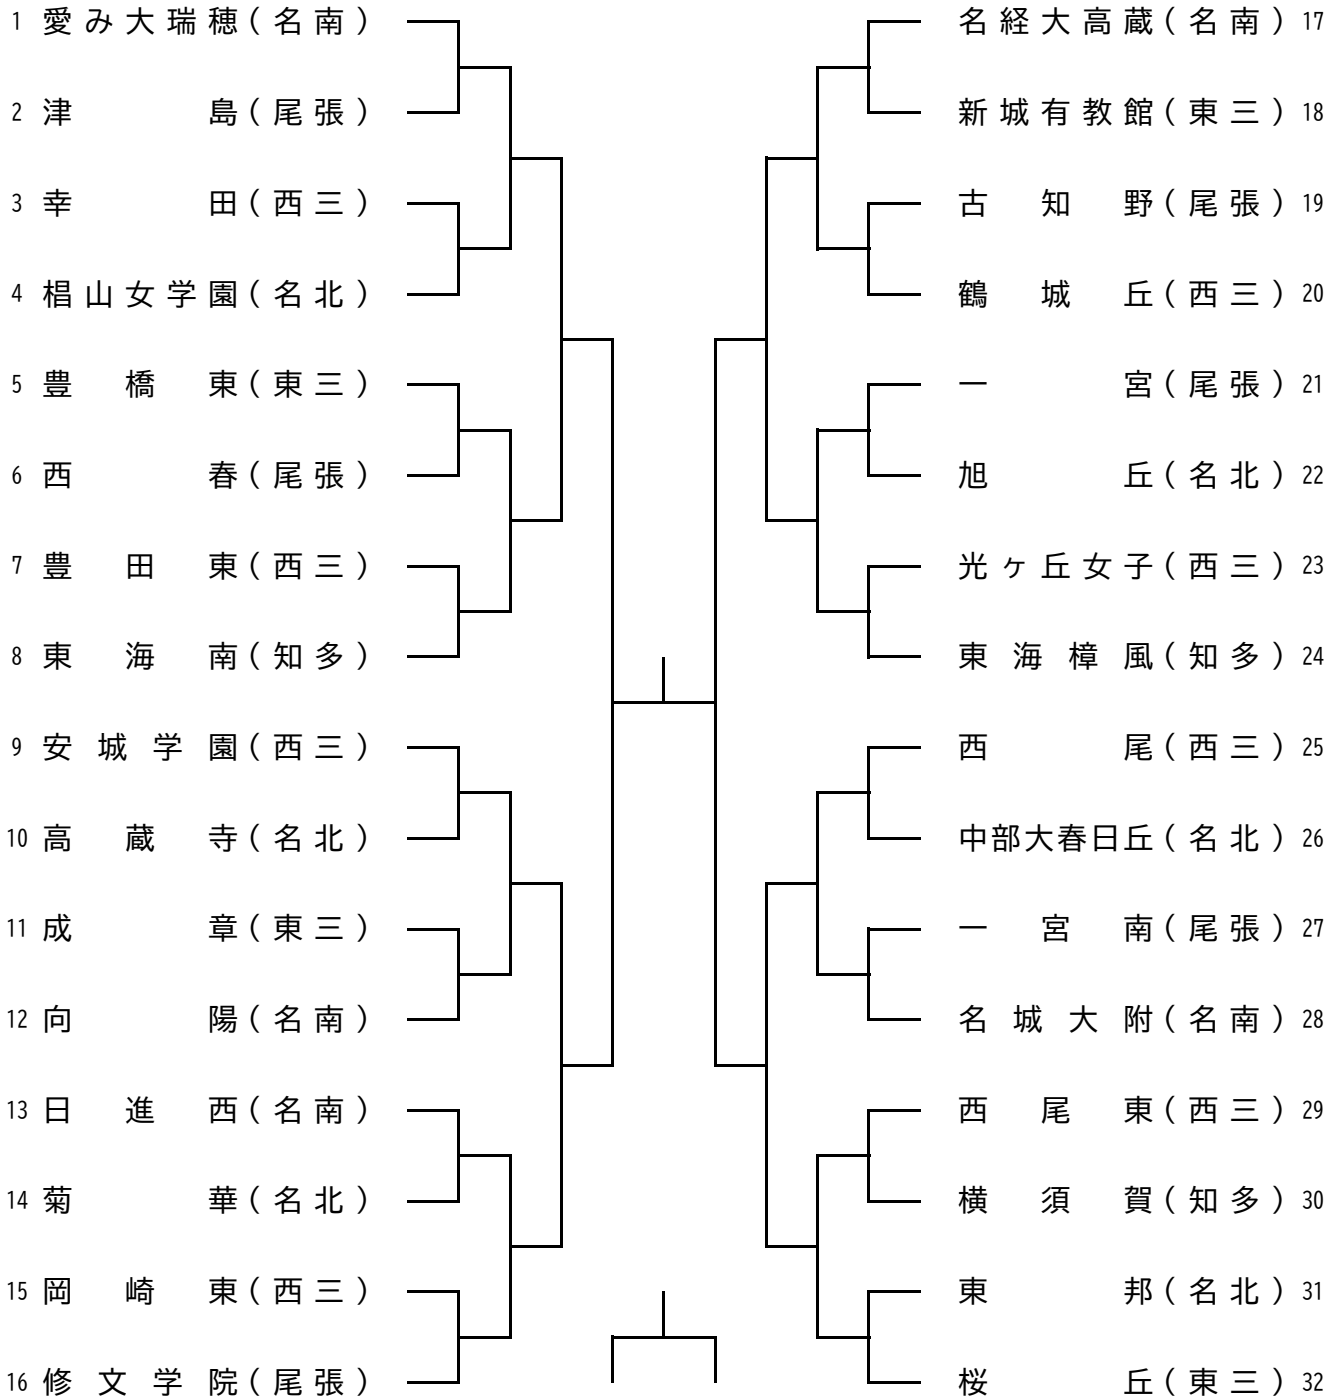 1 愛み大瑞穂(名南)
2 津島(尾張)
3 幸田(西三)
4 椙山女学園(名北)
5 豊橋東(東三)
6 西春(尾張)
7 豊田東(西三)
8 東海南(知多)
9 安城学園(西三)
10 高蔵寺(名北)
11 成章(東三)
12 向陽(名南)
13 日進西(名南)
14 菊華(名北)
15 岡崎東(西三)
16 修文学院(尾張)
名経大高蔵(名南) 17
新城有教館(東三) 18
古知野(尾張) 19
鶴城丘(西三) 20
一宮(尾張) 21
旭丘(名北) 22
光ヶ丘女子(西三) 23
東海樟風(知多) 24
西尾(西三) 25
中部大春日丘(名北) 26
一宮南(尾張) 27
名城大附(名南) 28
西尾東(西三) 29
横須賀(知多) 30
東邦(名北) 31
桜丘(東三) 32